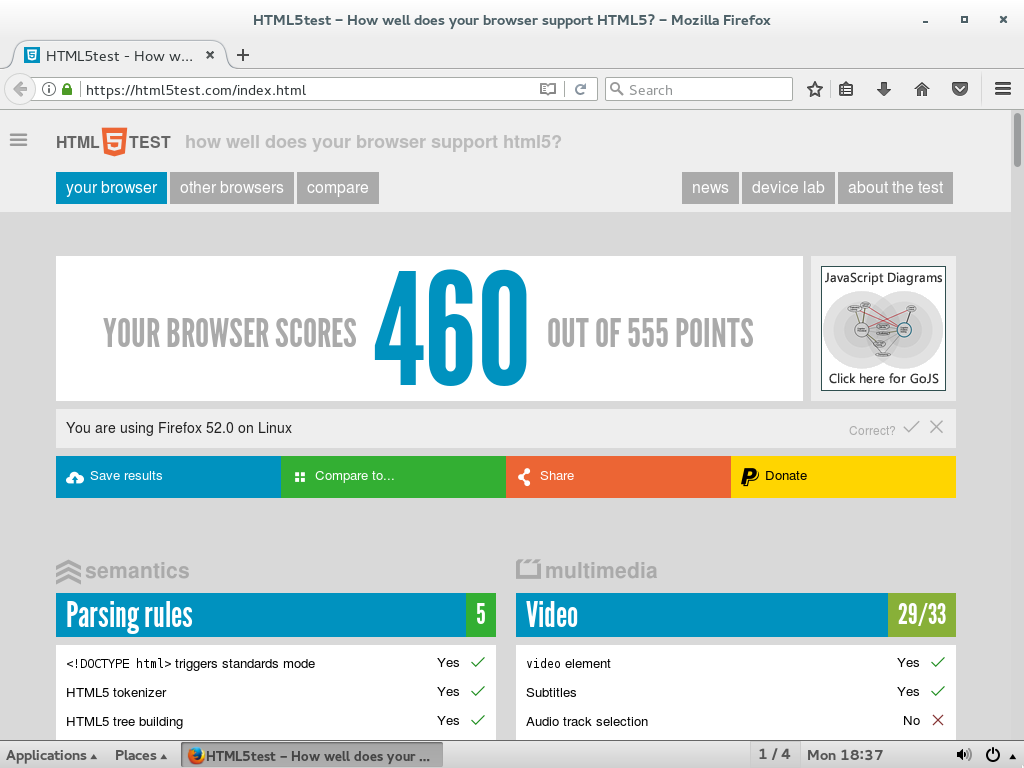 HTML5test – How well does your browser support HTML5? – Mozilla Firefox
HTML5test - How w...
https://html5test.com/index.html
Search
HTML 5 TEST how well does your browser support html5?
your browser other browsers compare news device lab about the test
YOUR BROWSER SCORES 460 OUT OF 555 POINTS
JavaScript Diagrams
Click here for GoJS
You are using Firefox 52.0 on Linux Correct?
Save results Compare to... Share Donate
semantics
Parsing rules 5
<!DOCTYPE html> triggers standards mode Yes
HTML5 tokenizer Yes
HTML5 tree building Yes
multimedia
Video 29/33
video element Yes
Subtitles Yes
Audio track selection No
Applications Places HTML5test – How well does your ... 1 / 4 Mon 18:37